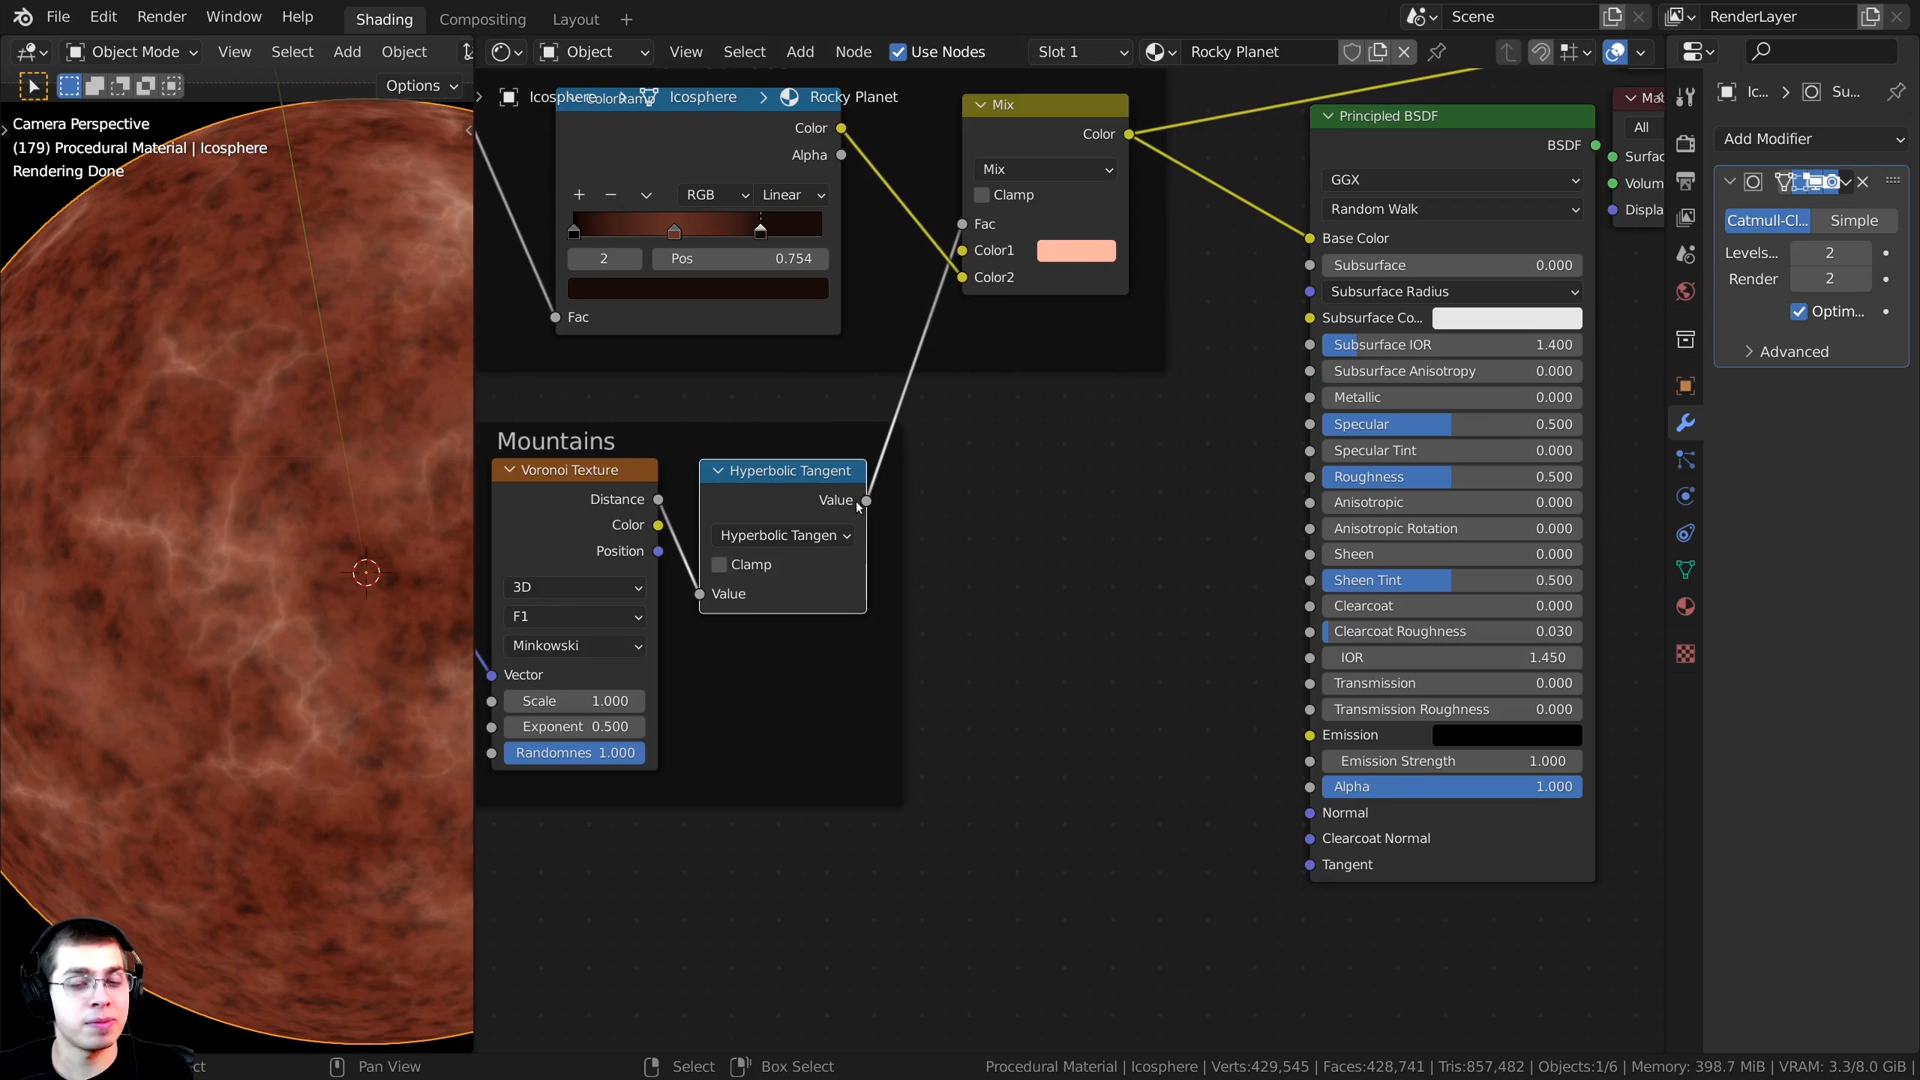 File Edit Render Window Help Shading Compositing Layout + Scene RenderLayer
Object Mode View Select Add Object Object View Select Add Node Use Nodes Slot 1 Rocky Planet
Options
Icosphere > Icosphere > Rocky Planet
Camera Perspective
(179) Procedural Material | Icosphere
Rendering Done
Color
Alpha
+ − RGB Linear
2 Pos 0.754
Fac
Mix
Color
Mix
Clamp
Fac
Color1
Color2
Mountains
Voronoi Texture
Distance
Color
Position
3D
F1
Minkowski
Vector
Scale 1.000
Exponent 0.500
Randomnes 1.000
Hyperbolic Tangent
Value
Hyperbolic Tangen
Clamp
Value
Principled BSDF
BSDF
GGX
Random Walk
Base Color
Subsurface 0.000
Subsurface Radius
Subsurface Co...
Subsurface IOR 1.400
Subsurface Anisotropy 0.000
Metallic 0.000
Specular 0.500
Specular Tint 0.000
Roughness 0.500
Anisotropic 0.000
Anisotropic Rotation 0.000
Sheen 0.000
Sheen Tint 0.500
Clearcoat 0.000
Clearcoat Roughness 0.030
IOR 1.450
Transmission 0.000
Transmission Roughness 0.000
Emission
Emission Strength 1.000
Alpha 1.000
Normal
Clearcoat Normal
Tangent
Mat
All
Surfac
Volum
Displa
Ic... > Su...
Add Modifier
Catmull-Cl... Simple
Levels... 2
Render 2
Optim...
Advanced
ct Pan View Select Box Select Procedural Material | Icosphere | Verts:429,545 | Faces:428,741 | Tris:857,482 | Objects:1/6 | Memory: 398.7 MiB | VRAM: 3.3/8.0 GiB |